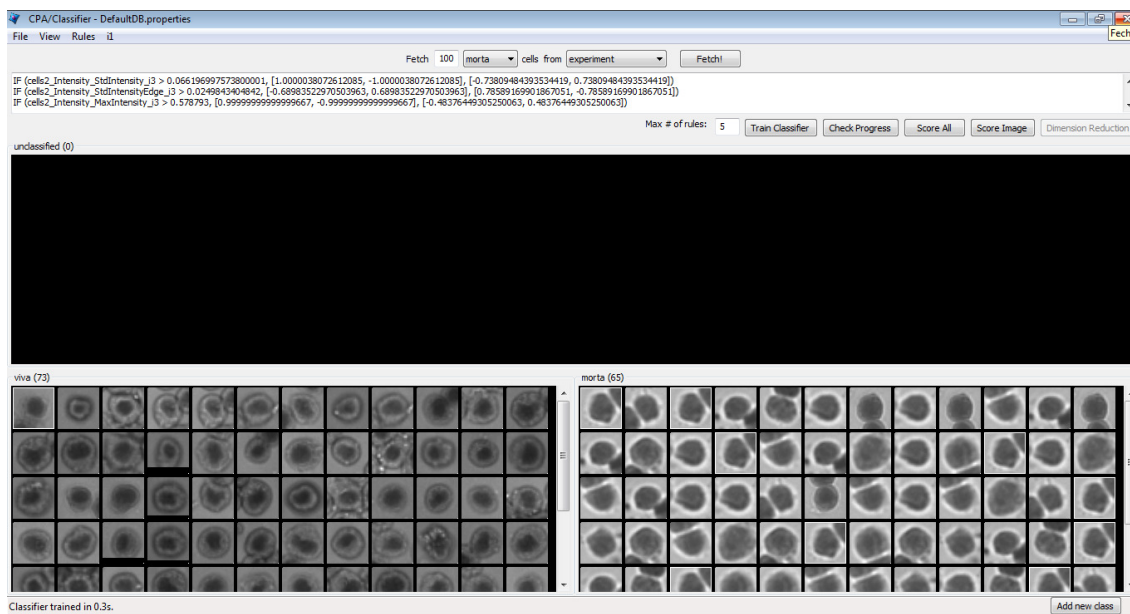 CPA/Classifier - DefaultDB.properties
Fech
File View Rules i1
Fetch 100 morta cells from experiment Fetch!
IF (cells2_Intensity_StdIntensity_i3 > 0.066196997573800001, [1.0000038072612085, -1.0000038072612085], [-0.73809484393534419, 0.73809484393534419])
IF (cells2_Intensity_StdIntensityEdge_i3 > 0.0249843404842, [-0.68983522970503963, 0.68983522970503963], [0.78589169901867051, -0.78589169901867051])
IF (cells2_Intensity_MaxIntensity_i3 > 0.578793, [0.99999999999999667, -0.99999999999999667], [-0.48376449305250063, 0.48376449305250063])
Max # of rules: 5 Train Classifier Check Progress Score All Score Image Dimension Reduction
unclassified (0)
viva (73) morta (65)
Classifier trained in 0.3s. Add new class